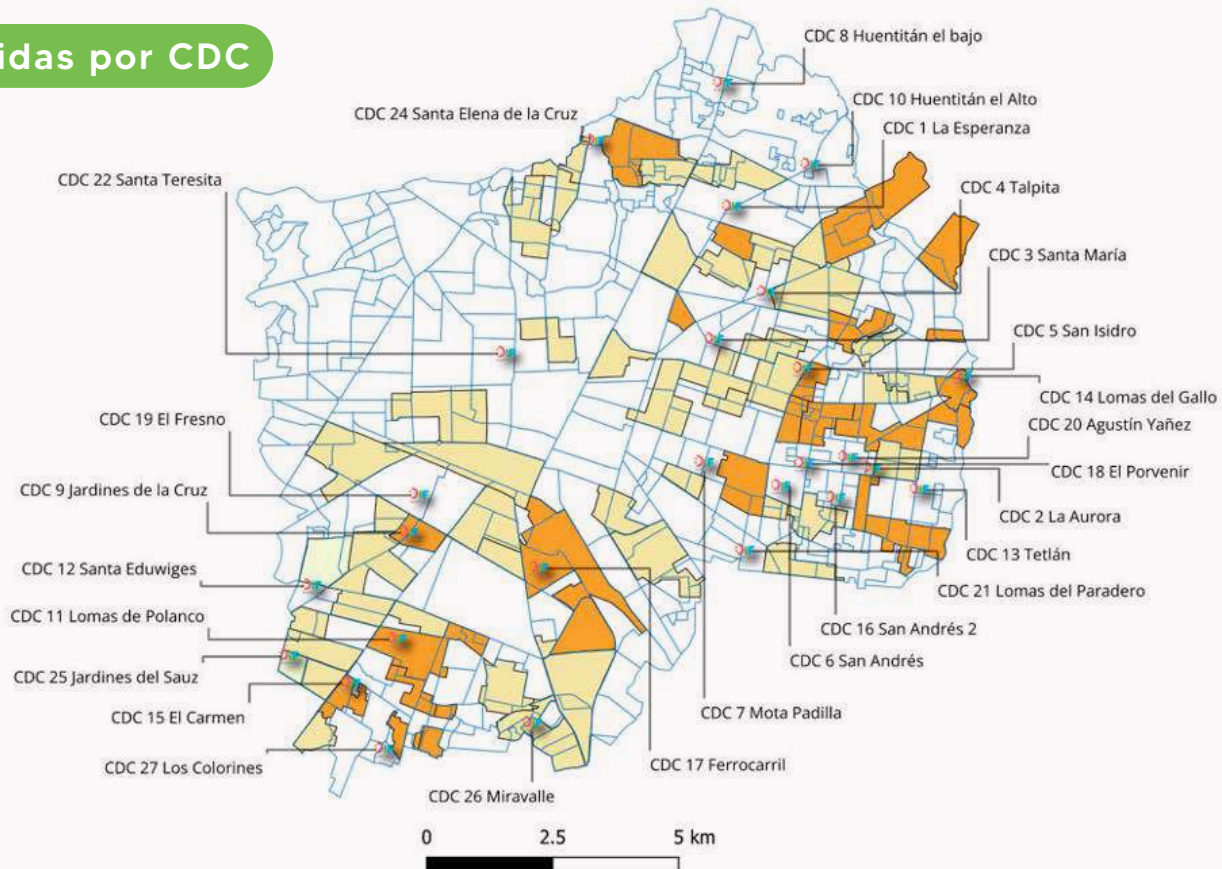 idas por CDC
CDC 8 Huentitán el bajo
CDC 10 Huentitán el Alto
CDC 24 Santa Elena de la Cruz
CDC 1 La Esperanza
CDC 22 Santa Teresita
CDC 4 Talpita
CDC 3 Santa María
CDC 5 San Isidro
CDC 14 Lomas del Gallo
CDC 19 El Fresno
CDC 20 Agustín Yañez
CDC 18 El Porvenir
CDC 9 Jardines de la Cruz
CDC 2 La Aurora
CDC 13 Tetlán
CDC 12 Santa Eduwiges
CDC 21 Lomas del Paradero
CDC 11 Lomas de Polanco
CDC 16 San Andrés 2
CDC 6 San Andrés
CDC 25 Jardines del Sauz
CDC 7 Mota Padilla
CDC 15 El Carmen
CDC 17 Ferrocarril
CDC 27 Los Colorines
CDC 26 Miravalle
0 2.5 5 km